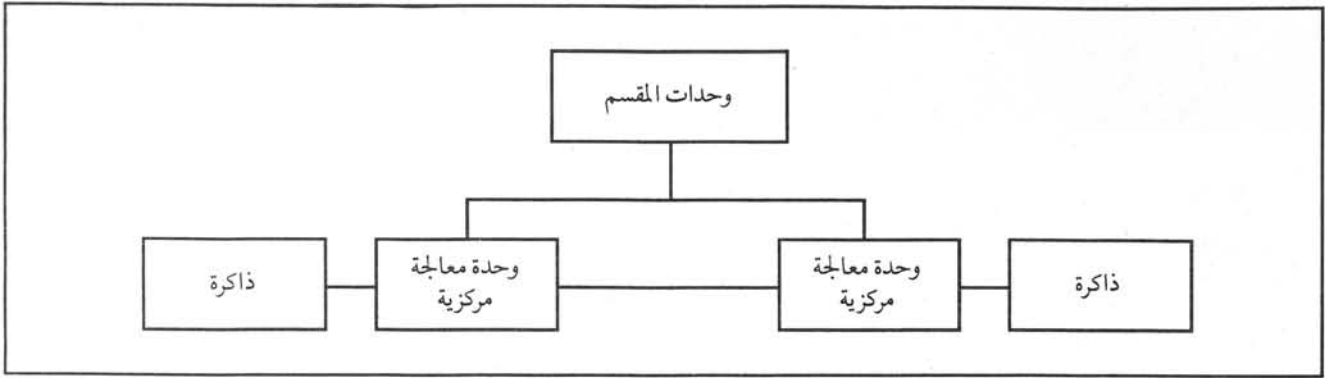 وحدات المقسم
ذاكرة
وحدة معالجة
مركزية
وحدة معالجة
مركزية
ذاكرة